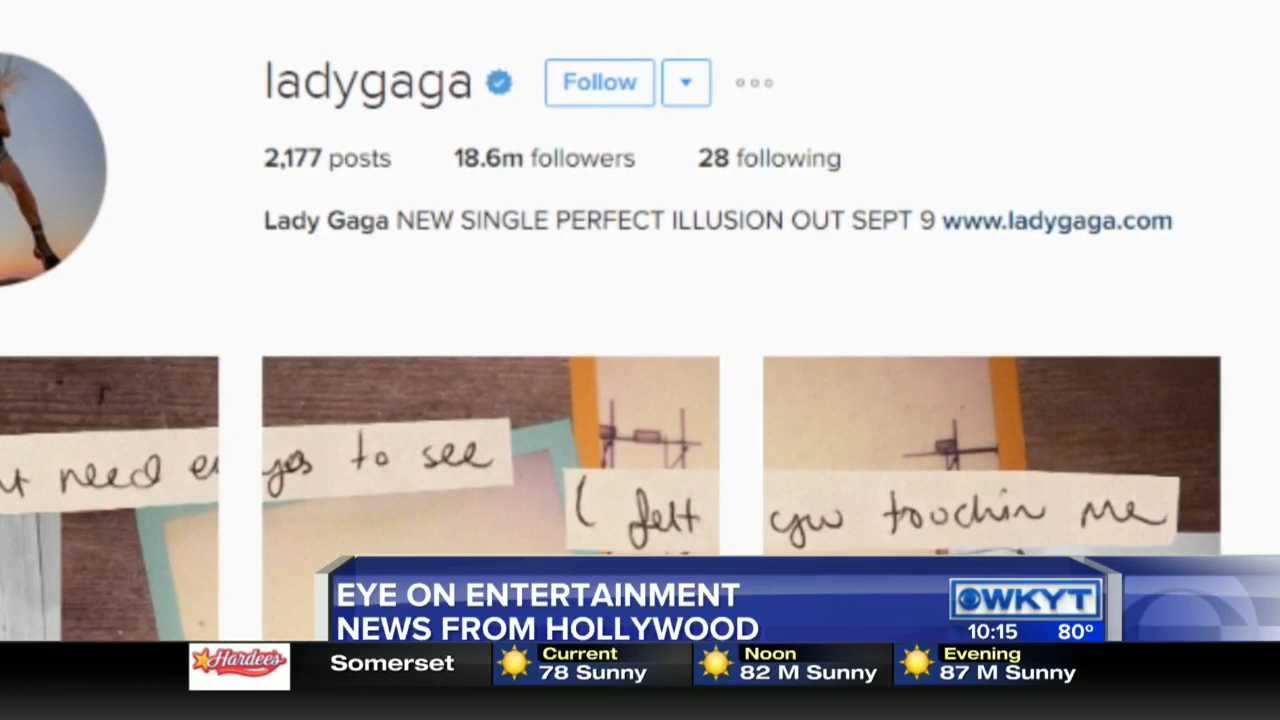 ladygaga Follow
2,177 posts 18.6m followers 28 following
Lady Gaga NEW SINGLE PERFECT ILLUSION OUT SEPT 9 www.ladygaga.com
need eyes to see
I felt you touchin me
EYE ON ENTERTAINMENT
NEWS FROM HOLLYWOOD
WKYT
10:15 80°
Hardee's
Somerset
Current
78 Sunny
Noon
82 M Sunny
Evening
87 M Sunny